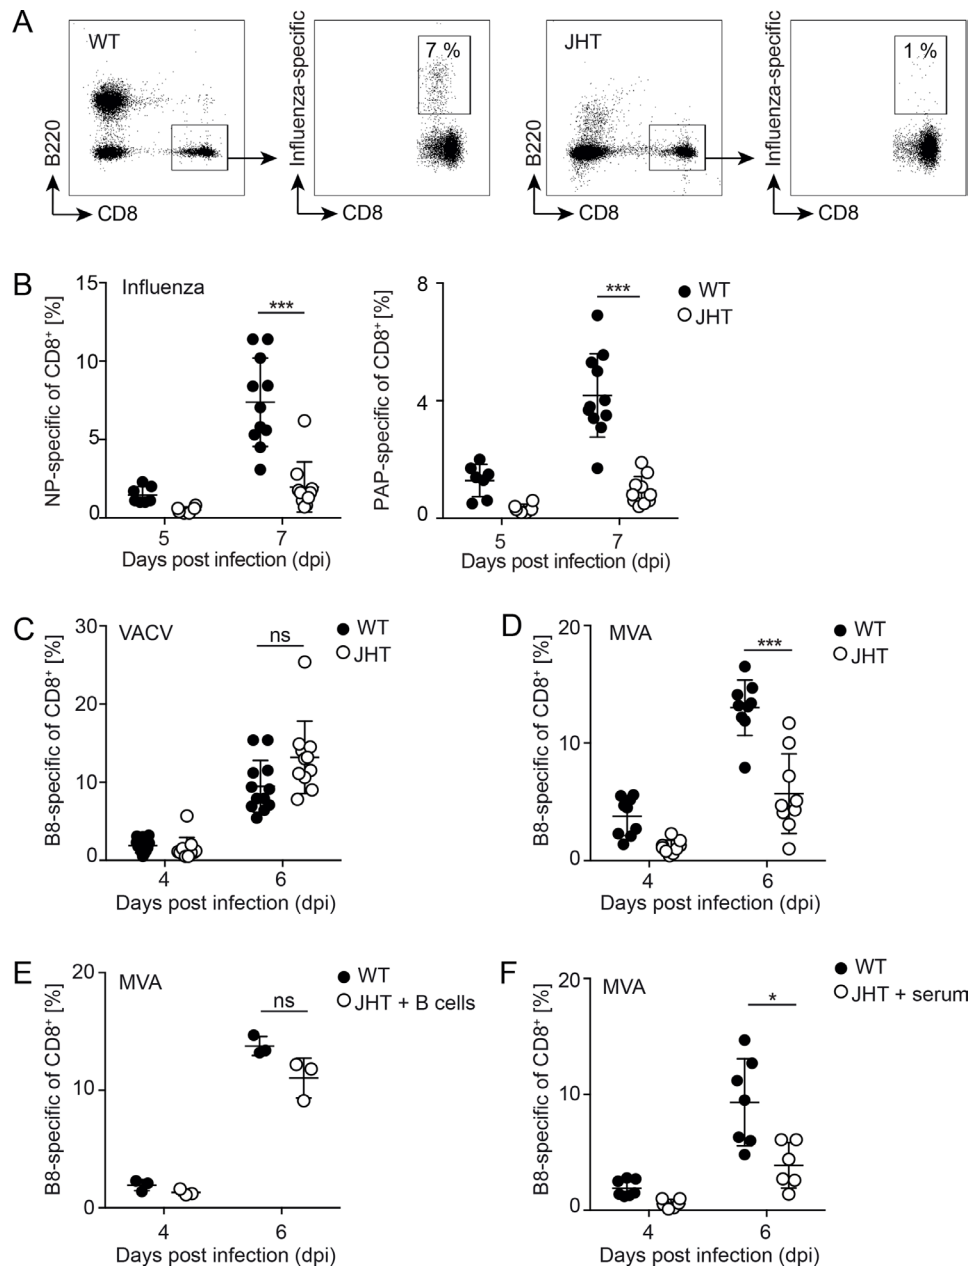 A
WT
B220
CD8
Influenza-specific
7 %
CD8
JHT
B220
CD8
Influenza-specific
1 %
CD8
B
Influenza
NP-specific of CD8⁺ [%]
15
10
5
0
***
5
7
Days post infection (dpi)
PAP-specific of CD8⁺ [%]
8
4
0
***
5
7
Days post infection (dpi)
WT
JHT
C
VACV
B8-specific of CD8⁺ [%]
30
20
10
0
ns
4
6
Days post infection (dpi)
WT
JHT
D
MVA
B8-specific of CD8⁺ [%]
20
10
0
***
4
6
Days post infection (dpi)
WT
JHT
E
MVA
B8-specific of CD8⁺ [%]
20
10
0
ns
4
6
Days post infection (dpi)
WT
JHT + B cells
F
MVA
B8-specific of CD8⁺ [%]
20
10
0
*
4
6
Days post infection (dpi)
WT
JHT + serum